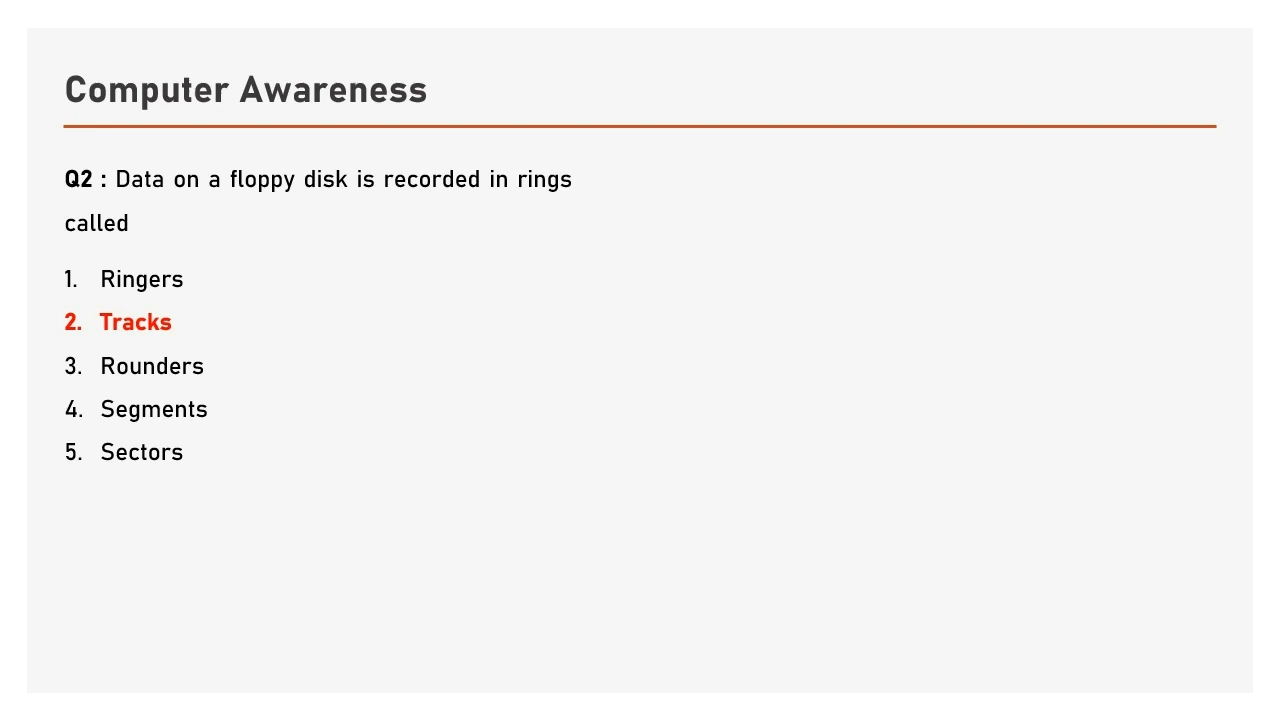 Computer Awareness
Q2 : Data on a floppy disk is recorded in rings
called
1. Ringers
2. Tracks
3. Rounders
4. Segments
5. Sectors